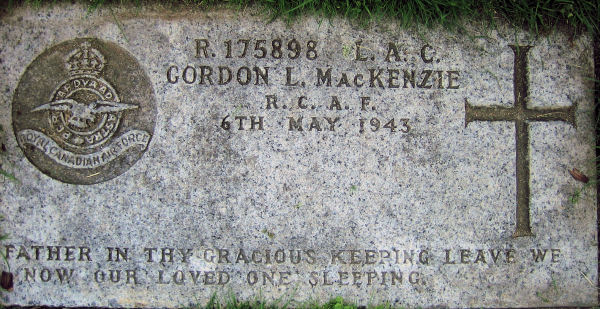 R. 175898 L. A. C.
GORDON L. MACKENZIE
R. C. A. F.
6TH MAY 1943
ROYAL CANADIAN AIR FORCE
FATHER IN THY GRACIOUS KEEPING LEAVE WE
NOW OUR LOVED ONE SLEEPING.